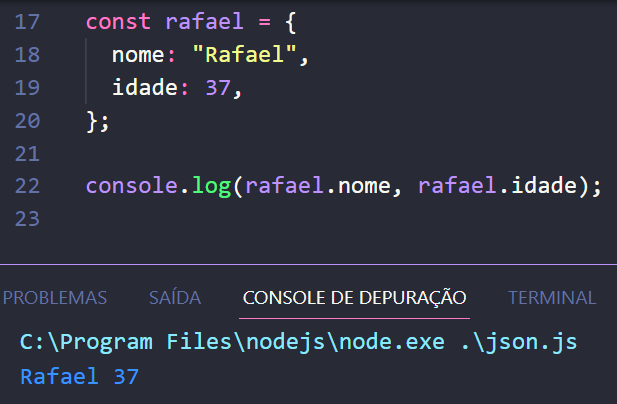 17 const rafael = {
18 nome: "Rafael",
19 idade: 37,
20 };
21
22 console.log(rafael.nome, rafael.idade);
23
PROBLEMAS SAÍDA CONSOLE DE DEPURAÇÃO TERMINAL
C:\Program Files\nodejs\node.exe .\json.js
Rafael 37